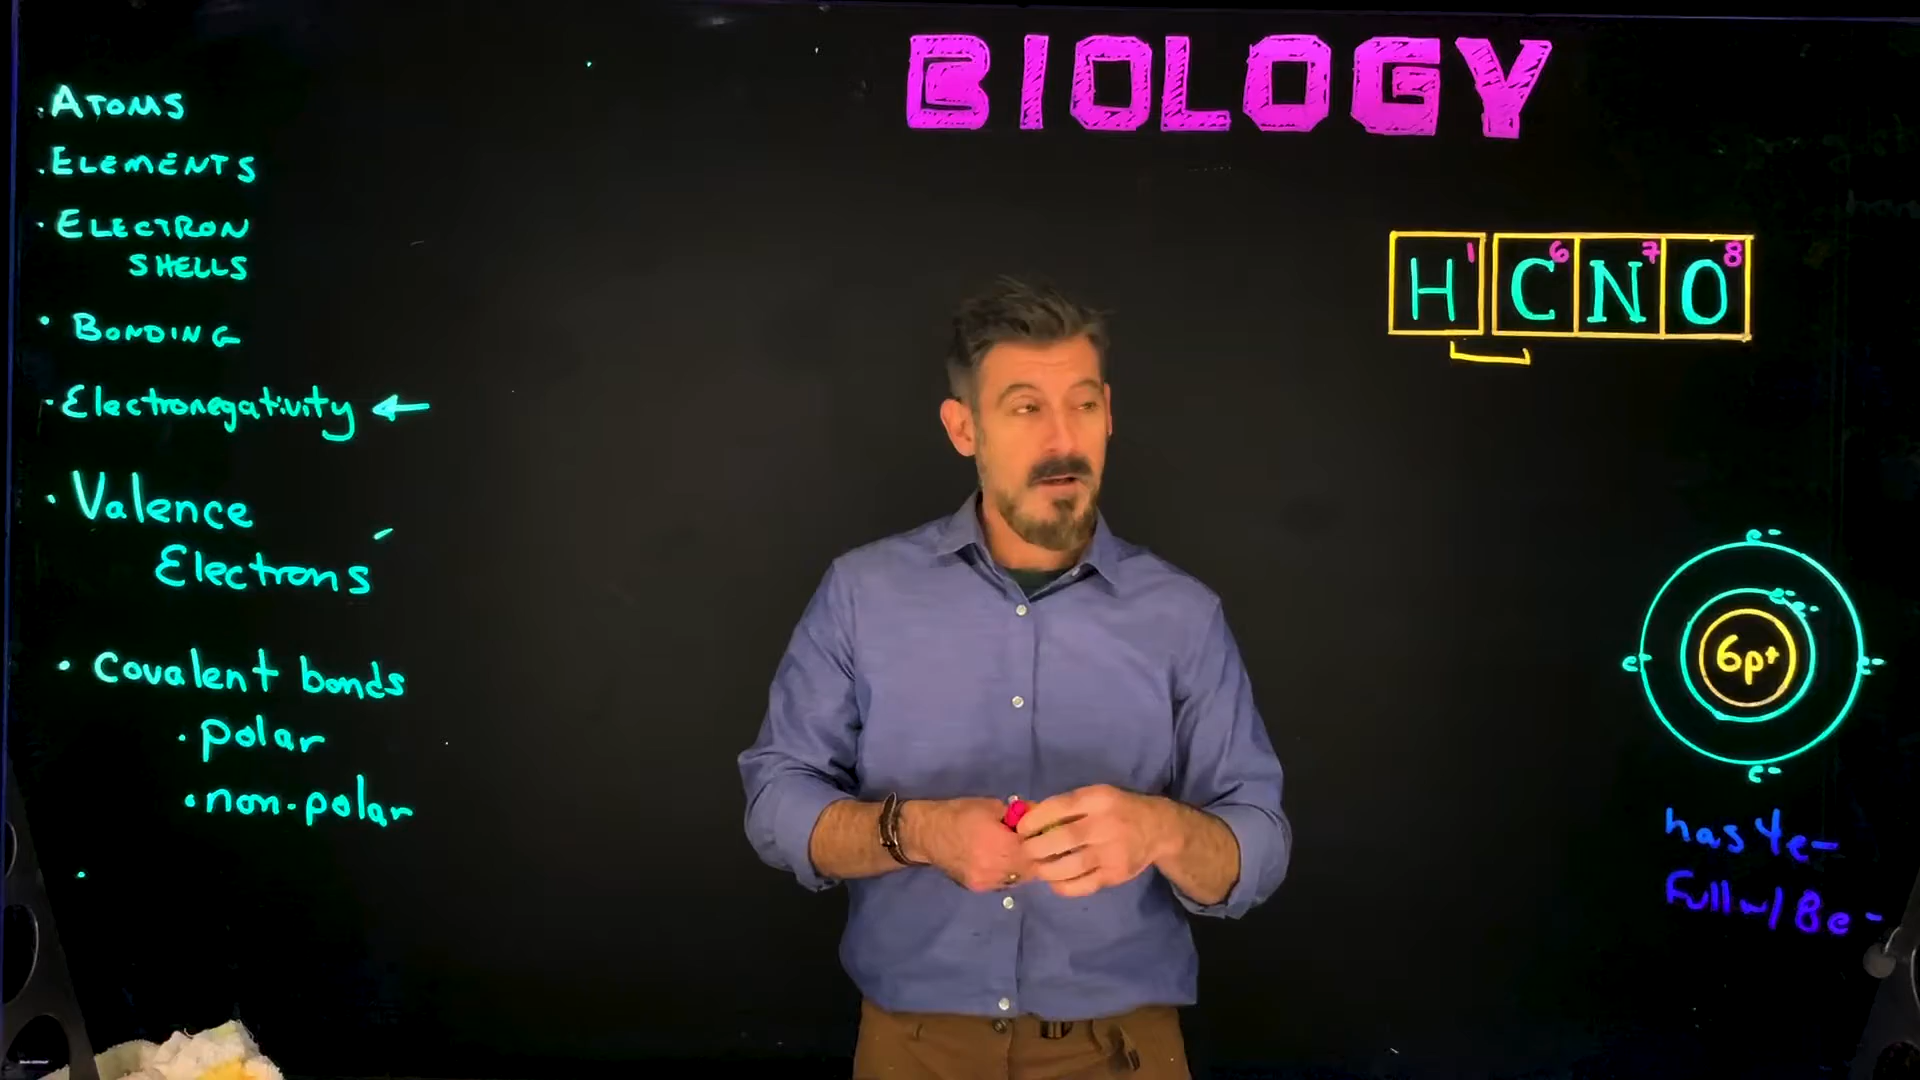 BIOLOGY
. ATOMS
. ELEMENTS
· ELECTRON
SHELLS
· BONDING
· Electronegativity ←
· Valence
Electrons
· Covalent bonds
· polar
· non-polar
H 1 C 6 N 7 O 8
e-
e- e-
e- 6p+ e-
e-
has 4e-
Full w/ 8e-